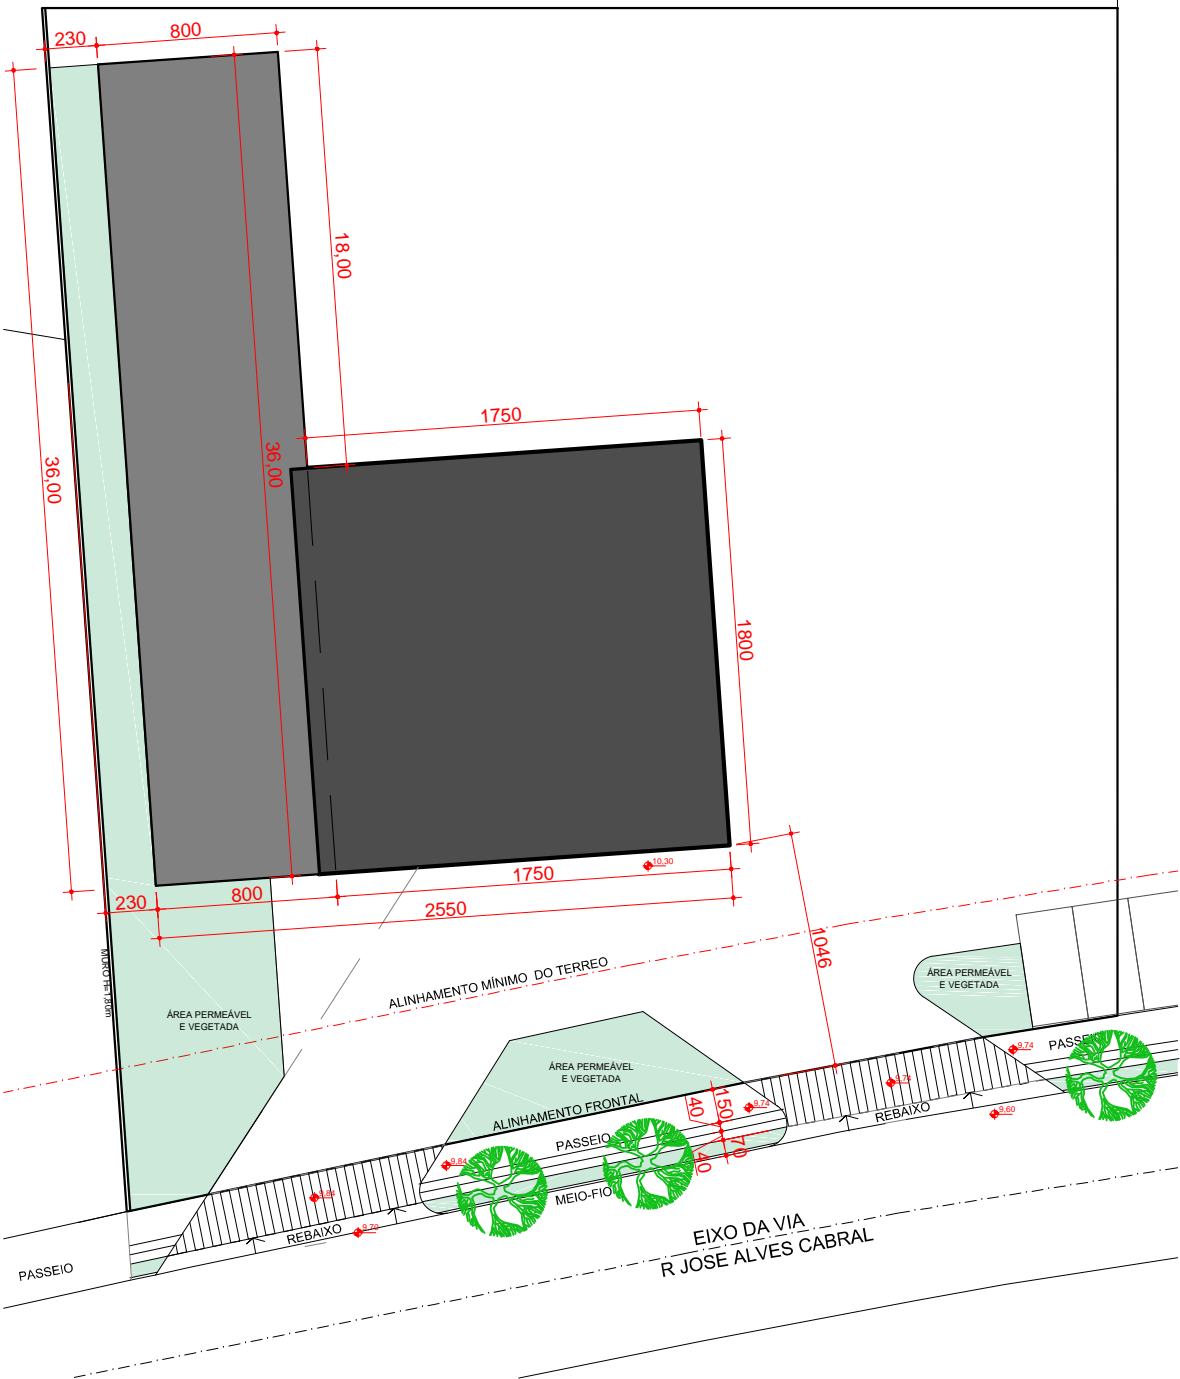 230
800
18,00
36,00
36,00
1750
1800
10,30
1750
800
230
2550
1046
MURO H=1,80m
ALINHAMENTO MÍNIMO DO TERREO
ÁREA PERMEÁVEL
E VEGETADA
ÁREA PERMEÁVEL
E VEGETADA
ÁREA PERMEÁVEL
E VEGETADA
9,74
PASSEIO
9,74
9,74
9,60
REBAIXO
150
40
70
40
ALINHAMENTO FRONTAL
PASSEIO
MEIO-FIO
9,84
9,84
9,70
REBAIXO
PASSEIO
EIXO DA VIA
R JOSE ALVES CABRAL